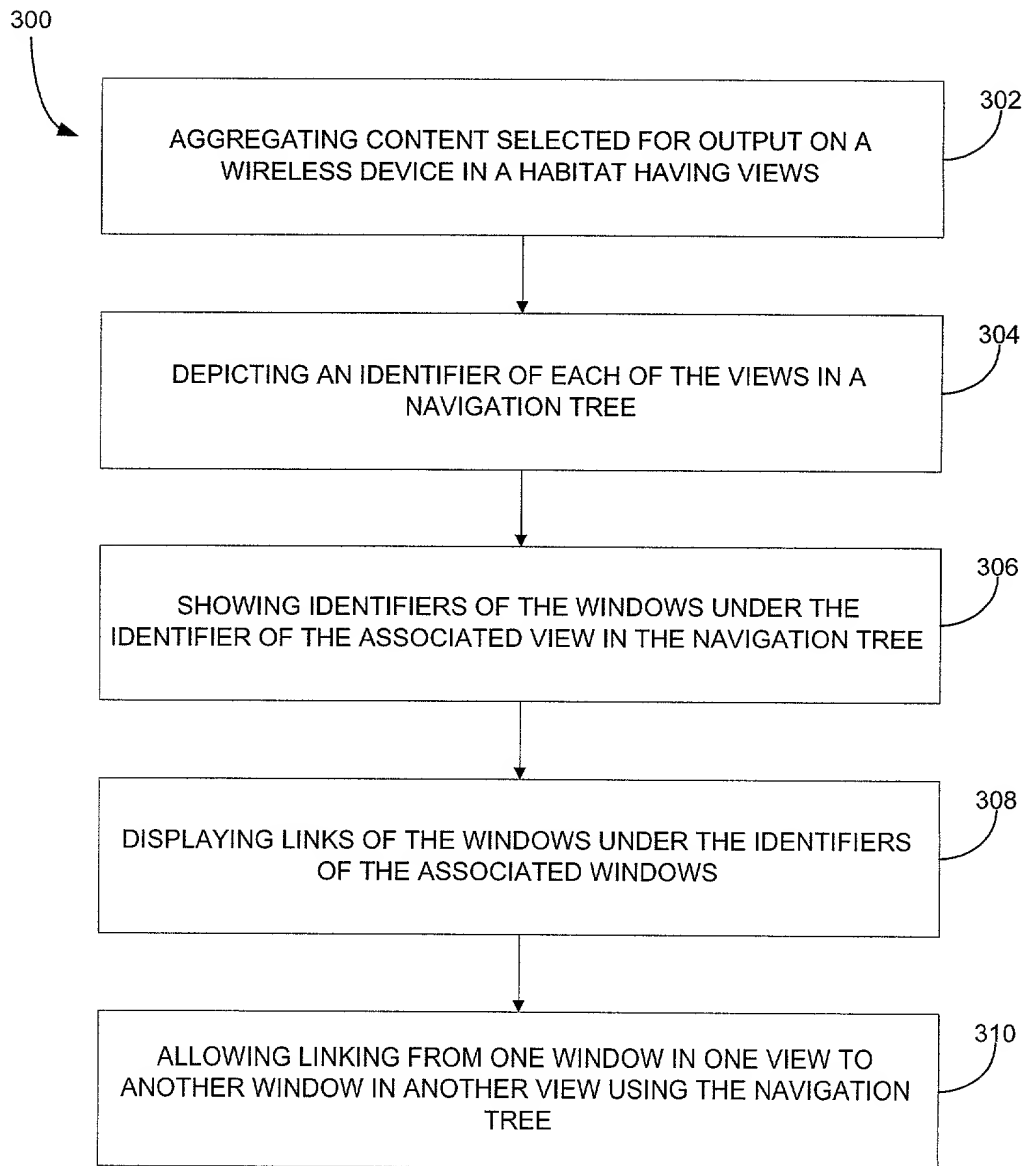 300
302
AGGREGATING CONTENT SELECTED FOR OUTPUT ON A
WIRELESS DEVICE IN A HABITAT HAVING VIEWS
304
DEPICTING AN IDENTIFIER OF EACH OF THE VIEWS IN A
NAVIGATION TREE
306
SHOWING IDENTIFIERS OF THE WINDOWS UNDER THE
IDENTIFIER OF THE ASSOCIATED VIEW IN THE NAVIGATION TREE
308
DISPLAYING LINKS OF THE WINDOWS UNDER THE IDENTIFIERS
OF THE ASSOCIATED WINDOWS
310
ALLOWING LINKING FROM ONE WINDOW IN ONE VIEW TO
ANOTHER WINDOW IN ANOTHER VIEW USING THE NAVIGATION
TREE